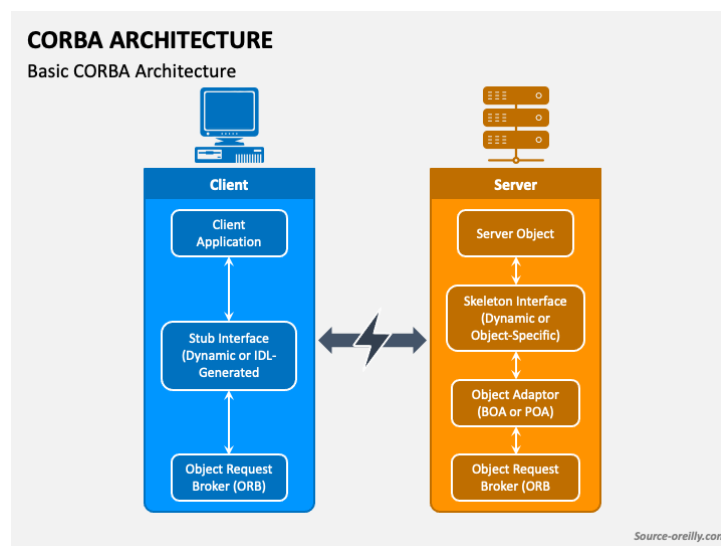 CORBA ARCHITECTURE
Basic CORBA Architecture
Client
Client
Application
Stub Interface
(Dynamic or IDL-
Generated
Object Request
Broker (ORB)
Server
Server Object
Skeleton Interface
(Dynamic or
Object-Specific)
Object Adaptor
(BOA or POA)
Object Request
Broker (ORB
Source-oreilly.com